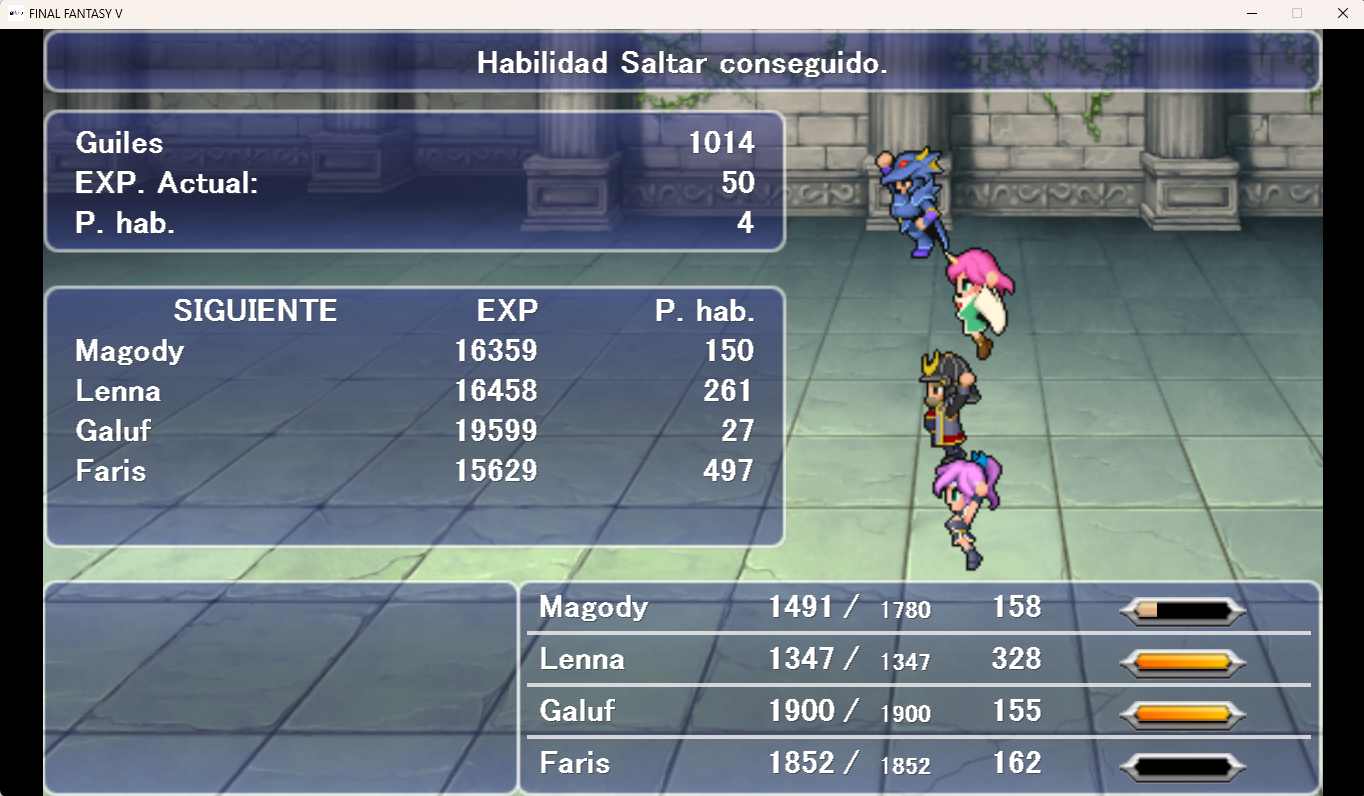 FINAL FANTASY V
Habilidad Saltar conseguido.
Guiles 1014
EXP. Actual: 50
P. hab. 4
SIGUIENTE EXP P. hab.
Magody 16359 150
Lenna 16458 261
Galuf 19599 27
Faris 15629 497
Magody 1491 / 1780 158
Lenna 1347 / 1347 328
Galuf 1900 / 1900 155
Faris 1852 / 1852 162